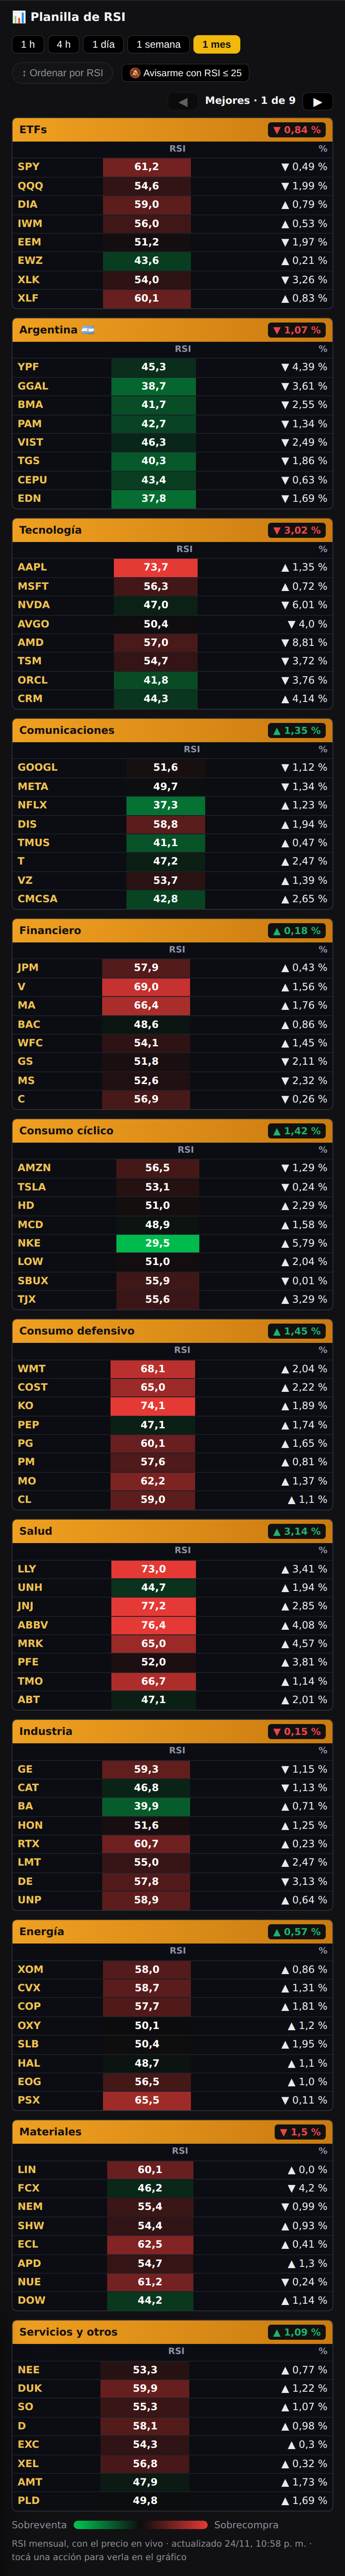 📊 Planilla de RSI
1 h 4 h 1 día 1 semana 1 mes
↕ Ordenar por RSI 🔕 Avisarme con RSI ≤ 25
◀ Mejores · 1 de 9 ▶
ETFs ▼ 0,84 %
RSI %
SPY 61,2 ▼ 0,49 %
QQQ 54,6 ▼ 1,99 %
DIA 59,0 ▲ 0,79 %
IWM 56,0 ▲ 0,53 %
EEM 51,2 ▼ 1,97 %
EWZ 43,6 ▲ 0,21 %
XLK 54,0 ▼ 3,26 %
XLF 60,1 ▲ 0,83 %
Argentina 🇦🇷 ▼ 1,07 %
RSI %
YPF 45,3 ▼ 4,39 %
GGAL 38,7 ▼ 3,61 %
BMA 41,7 ▼ 2,55 %
PAM 42,7 ▼ 1,34 %
VIST 46,3 ▼ 2,49 %
TGS 40,3 ▼ 1,86 %
CEPU 43,4 ▼ 0,63 %
EDN 37,8 ▼ 1,69 %
Tecnología ▼ 3,02 %
RSI %
AAPL 73,7 ▲ 1,35 %
MSFT 56,3 ▲ 0,72 %
NVDA 47,0 ▼ 6,01 %
AVGO 50,4 ▼ 4,0 %
AMD 57,0 ▼ 8,81 %
TSM 54,7 ▼ 3,72 %
ORCL 41,8 ▼ 3,76 %
CRM 44,3 ▲ 4,14 %
Comunicaciones ▲ 1,35 %
RSI %
GOOGL 51,6 ▼ 1,12 %
META 49,7 ▼ 1,34 %
NFLX 37,3 ▲ 1,23 %
DIS 58,8 ▲ 1,94 %
TMUS 41,1 ▲ 0,47 %
T 47,2 ▲ 2,47 %
VZ 53,7 ▲ 1,39 %
CMCSA 42,8 ▲ 2,65 %
Financiero ▲ 0,18 %
RSI %
JPM 57,9 ▲ 0,43 %
V 69,0 ▲ 1,56 %
MA 66,4 ▲ 1,76 %
BAC 48,6 ▲ 0,86 %
WFC 54,1 ▲ 1,45 %
GS 51,8 ▼ 2,11 %
MS 52,6 ▼ 2,32 %
C 56,9 ▼ 0,26 %
Consumo cíclico ▲ 1,42 %
RSI %
AMZN 56,5 ▼ 1,29 %
TSLA 53,1 ▼ 0,24 %
HD 51,0 ▲ 2,29 %
MCD 48,9 ▲ 1,58 %
NKE 29,5 ▲ 5,79 %
LOW 51,0 ▲ 2,04 %
SBUX 55,9 ▼ 0,01 %
TJX 55,6 ▲ 3,29 %
Consumo defensivo ▲ 1,45 %
RSI %
WMT 68,1 ▲ 2,04 %
COST 65,0 ▲ 2,22 %
KO 74,1 ▲ 1,89 %
PEP 47,1 ▲ 1,74 %
PG 60,1 ▲ 1,65 %
PM 57,6 ▲ 0,81 %
MO 62,2 ▲ 1,37 %
CL 59,0 ▲ 1,1 %
Salud ▲ 3,14 %
RSI %
LLY 73,0 ▲ 3,41 %
UNH 44,7 ▲ 1,94 %
JNJ 77,2 ▲ 2,85 %
ABBV 76,4 ▲ 4,08 %
MRK 65,0 ▲ 4,57 %
PFE 52,0 ▲ 3,81 %
TMO 66,7 ▲ 1,14 %
ABT 47,1 ▲ 2,01 %
Industria ▼ 0,15 %
RSI %
GE 59,3 ▼ 1,15 %
CAT 46,8 ▼ 1,13 %
BA 39,9 ▲ 0,71 %
HON 51,6 ▲ 1,25 %
RTX 60,7 ▲ 0,23 %
LMT 55,0 ▲ 2,47 %
DE 57,8 ▼ 3,13 %
UNP 58,9 ▲ 0,64 %
Energía ▲ 0,57 %
RSI %
XOM 58,0 ▲ 0,86 %
CVX 58,7 ▲ 1,31 %
COP 57,7 ▲ 1,81 %
OXY 50,1 ▲ 1,2 %
SLB 50,4 ▲ 1,95 %
HAL 48,7 ▲ 1,1 %
EOG 56,5 ▲ 1,0 %
PSX 65,5 ▼ 0,11 %
Materiales ▼ 1,5 %
RSI %
LIN 60,1 ▲ 0,0 %
FCX 46,2 ▼ 4,2 %
NEM 55,4 ▼ 0,99 %
SHW 54,4 ▲ 0,93 %
ECL 62,5 ▲ 0,41 %
APD 54,7 ▲ 1,3 %
NUE 61,2 ▼ 0,24 %
DOW 44,2 ▲ 1,14 %
Servicios y otros ▲ 1,09 %
RSI %
NEE 53,3 ▲ 0,77 %
DUK 59,9 ▲ 1,22 %
SO 55,3 ▲ 1,07 %
D 58,1 ▲ 0,98 %
EXC 54,3 ▲ 0,3 %
XEL 56,8 ▲ 0,32 %
AMT 47,9 ▲ 1,73 %
PLD 49,8 ▲ 1,69 %
Sobreventa Sobrecompra
RSI mensual, con el precio en vivo · actualizado 24/11, 10:58 p. m. ·
tocá una acción para verla en el gráfico